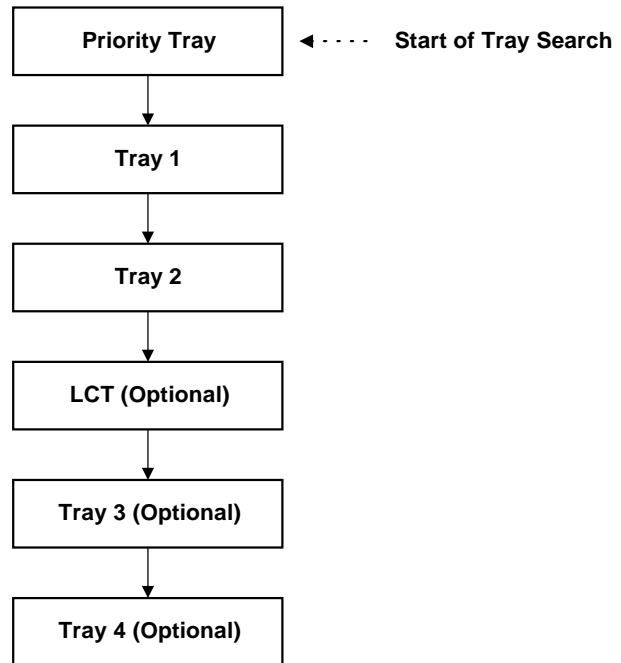 Priority Tray
Start of Tray Search
Tray 1
Tray 2
LCT (Optional)
Tray 3 (Optional)
Tray 4 (Optional)